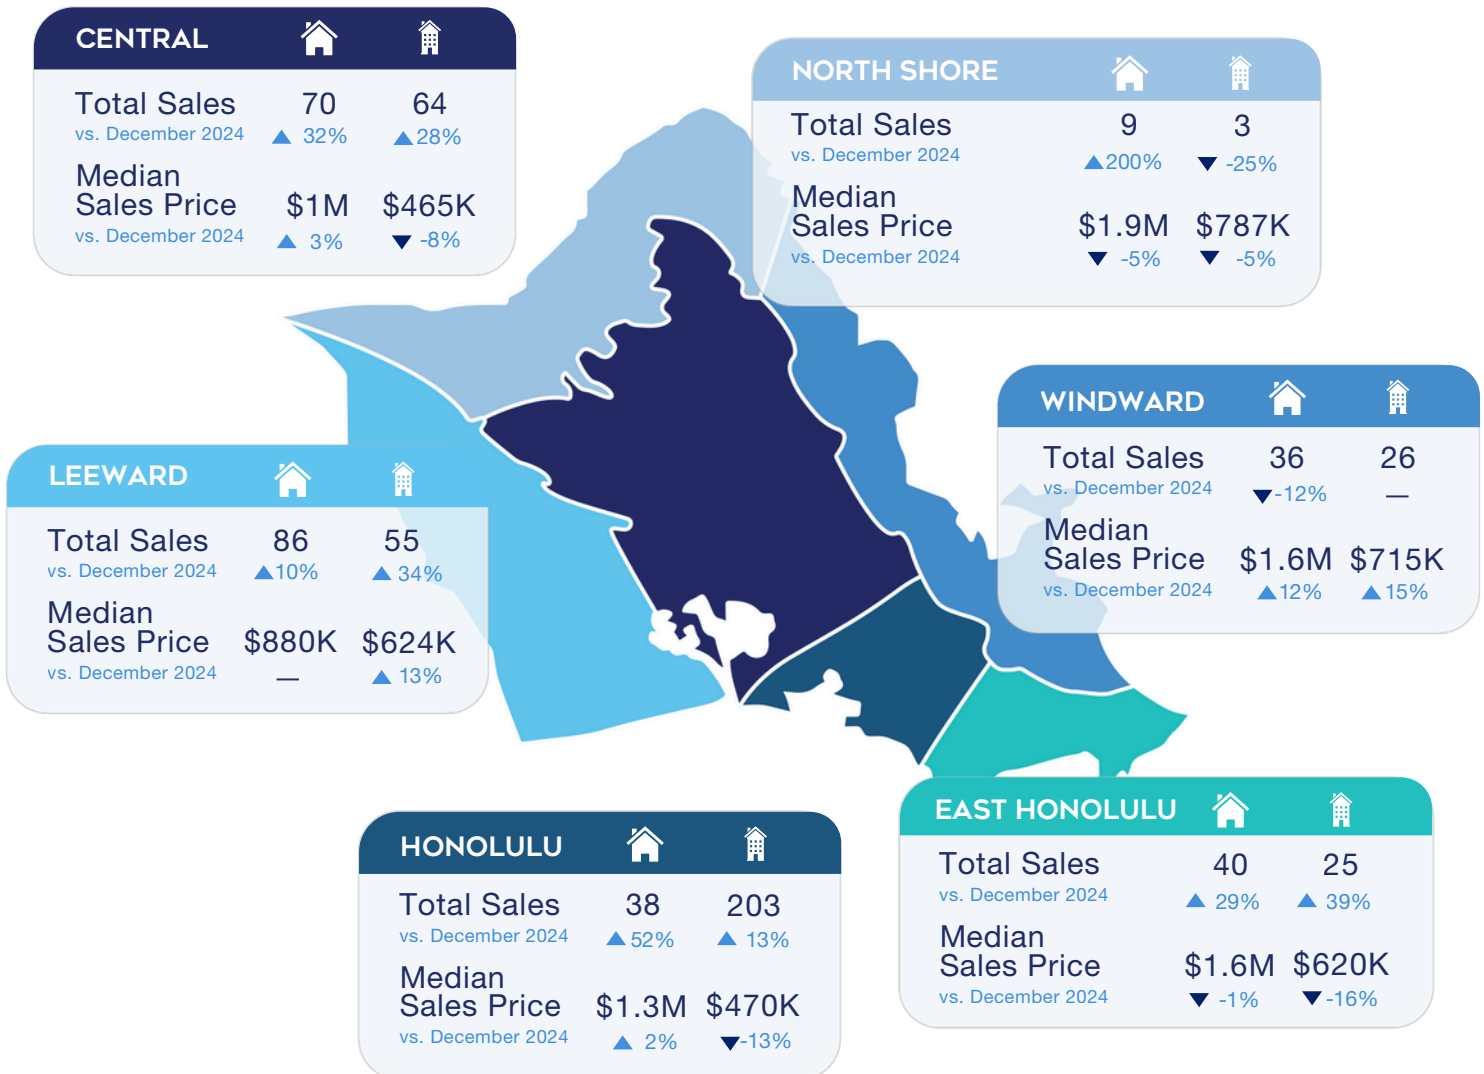 CENTRAL
Total Sales 70 64
vs. December 2024 ▲ 32% ▲ 28%
Median
Sales Price $1M $465K
vs. December 2024 ▲ 3% ▼ -8%
NORTH SHORE
Total Sales 9 3
vs. December 2024 ▲ 200% ▼ -25%
Median
Sales Price $1.9M $787K
vs. December 2024 ▼ -5% ▼ -5%
WINDWARD
Total Sales 36 26
vs. December 2024 ▼ -12% —
Median
Sales Price $1.6M $715K
vs. December 2024 ▲ 12% ▲ 15%
LEEWARD
Total Sales 86 55
vs. December 2024 ▲ 10% ▲ 34%
Median
Sales Price $880K $624K
vs. December 2024 — ▲ 13%
HONOLULU
Total Sales 38 203
vs. December 2024 ▲ 52% ▲ 13%
Median
Sales Price $1.3M $470K
vs. December 2024 ▲ 2% ▼ -13%
EAST HONOLULU
Total Sales 40 25
vs. December 2024 ▲ 29% ▲ 39%
Median
Sales Price $1.6M $620K
vs. December 2024 ▼ -1% ▼ -16%